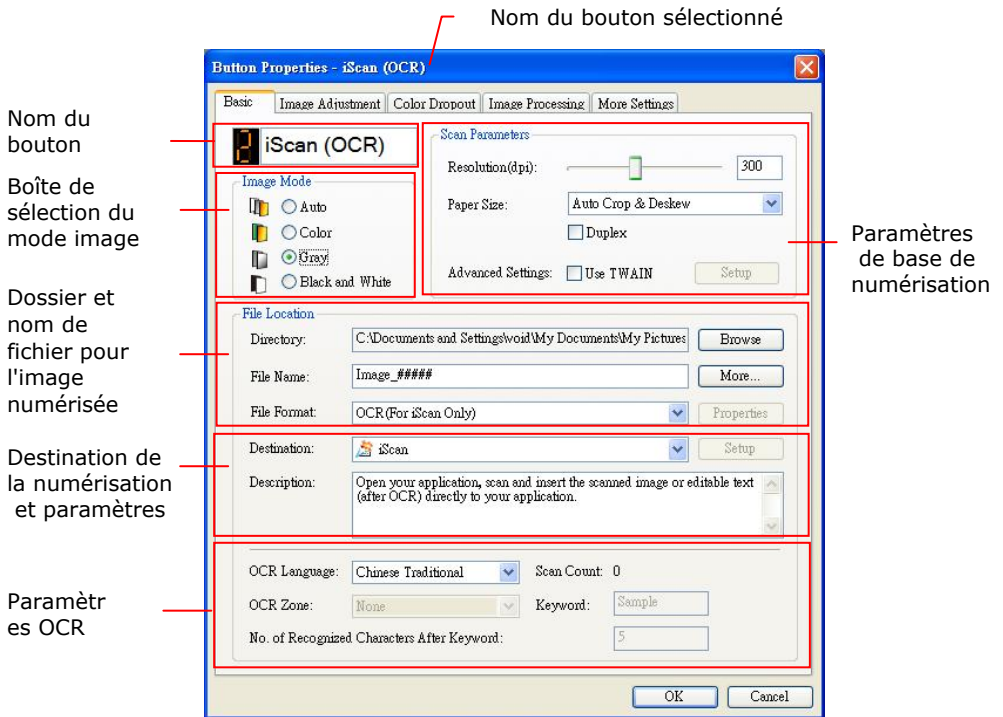 Nom du bouton sélectionné
Button Properties - iScan (OCR)
Basic Image Adjustment Color Dropout Image Processing More Settings
Nom du
bouton
2 iScan (OCR)
Boîte de
sélection du
mode image
Image Mode
Auto
Color
Gray
Black and White
Scan Parameters
Resolution(dpi): 300
Paper Size: Auto Crop & Deskew
Duplex
Advanced Settings: Use TWAIN Setup
Paramètres
de base de
numérisation
Dossier et
nom de
fichier pour
l'image
numérisée
File Location
Directory: C:\Documents and Settings\void\My Documents\My Pictures Browse
File Name: Image_##### More...
File Format: OCR(For iScan Only) Properties
Destination de
la numérisation
et paramètres
Destination: iScan Setup
Description: Open your application, scan and insert the scanned image or editable text
(after OCR) directly to your application.
Paramètr
es OCR
OCR Language: Chinese Traditional Scan Count: 0
OCR Zone: None Keyword: Sample
No. of Recognized Characters After Keyword: 5
OK Cancel